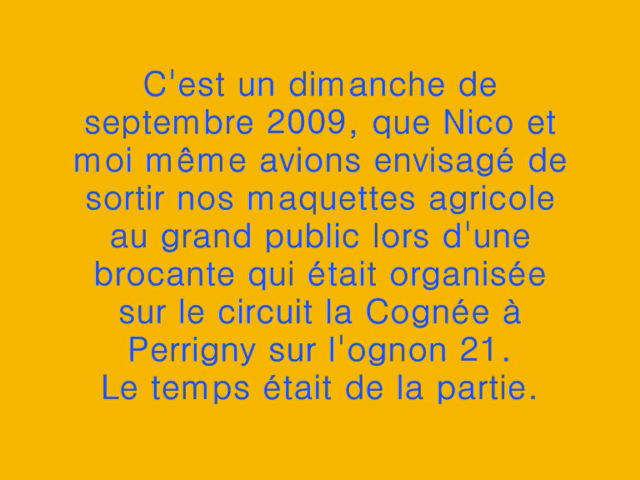 C'est un dimanche de
septembre 2009, que Nico et
moi même avions envisagé de
sortir nos maquettes agricole
au grand public lors d'une
brocante qui était organisée
sur le circuit la Cognée à
Perrigny sur l'ognon 21.
Le temps était de la partie.